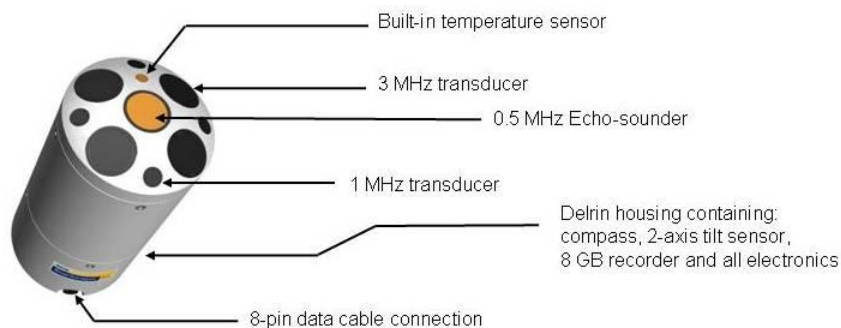 Built-in temperature sensor
3 MHz transducer
0.5 MHz Echo-sounder
1 MHz transducer
Delrin housing containing:
compass, 2-axis tilt sensor,
8 GB recorder and all electronics
8-pin data cable connection